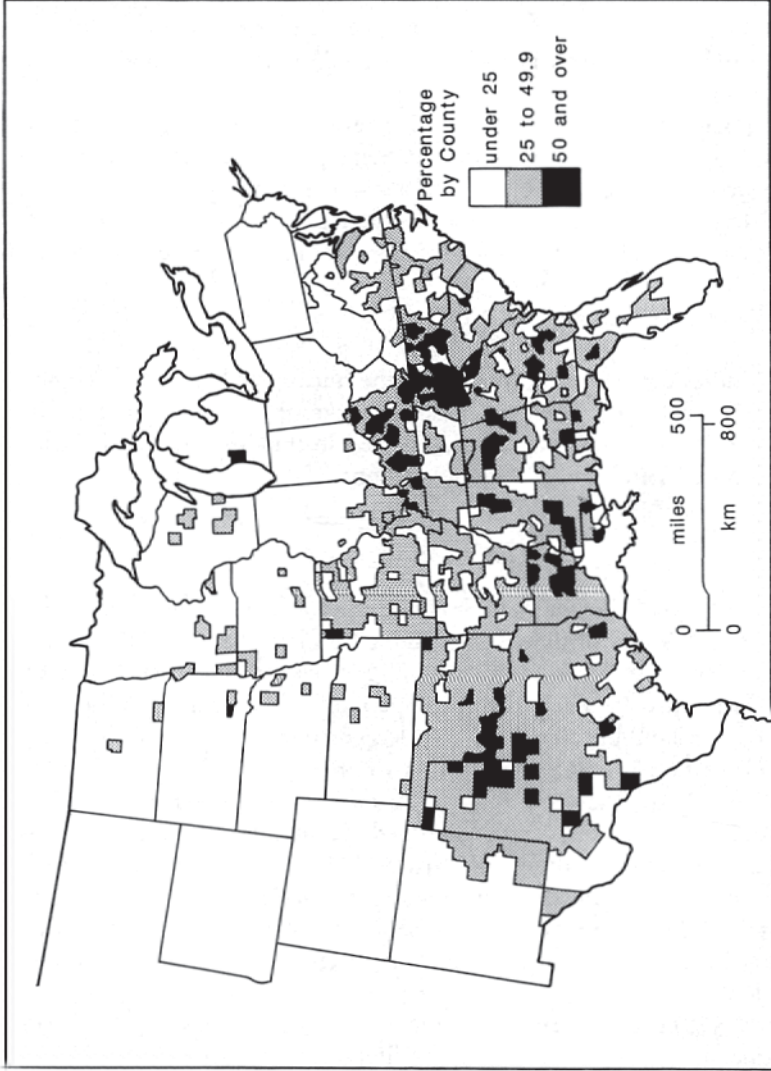 Percentage
by County
under 25
25 to 49.9
50 and over
miles
0 500
0 800
km